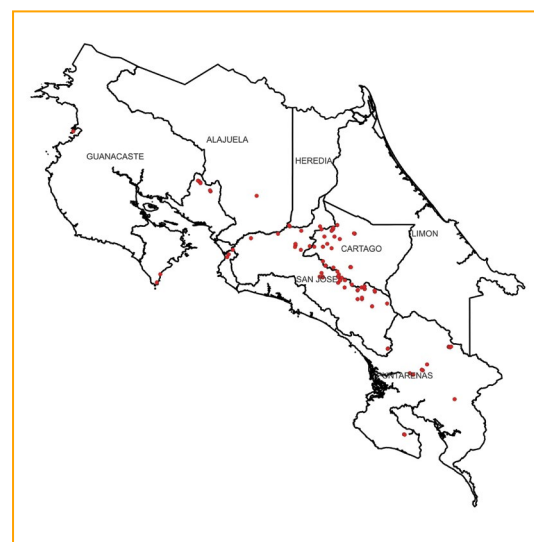 ALAJUELA
HEREDIA
GUANACASTE
LIMON
CARTAGO
SAN JOSE
PUNTARENAS